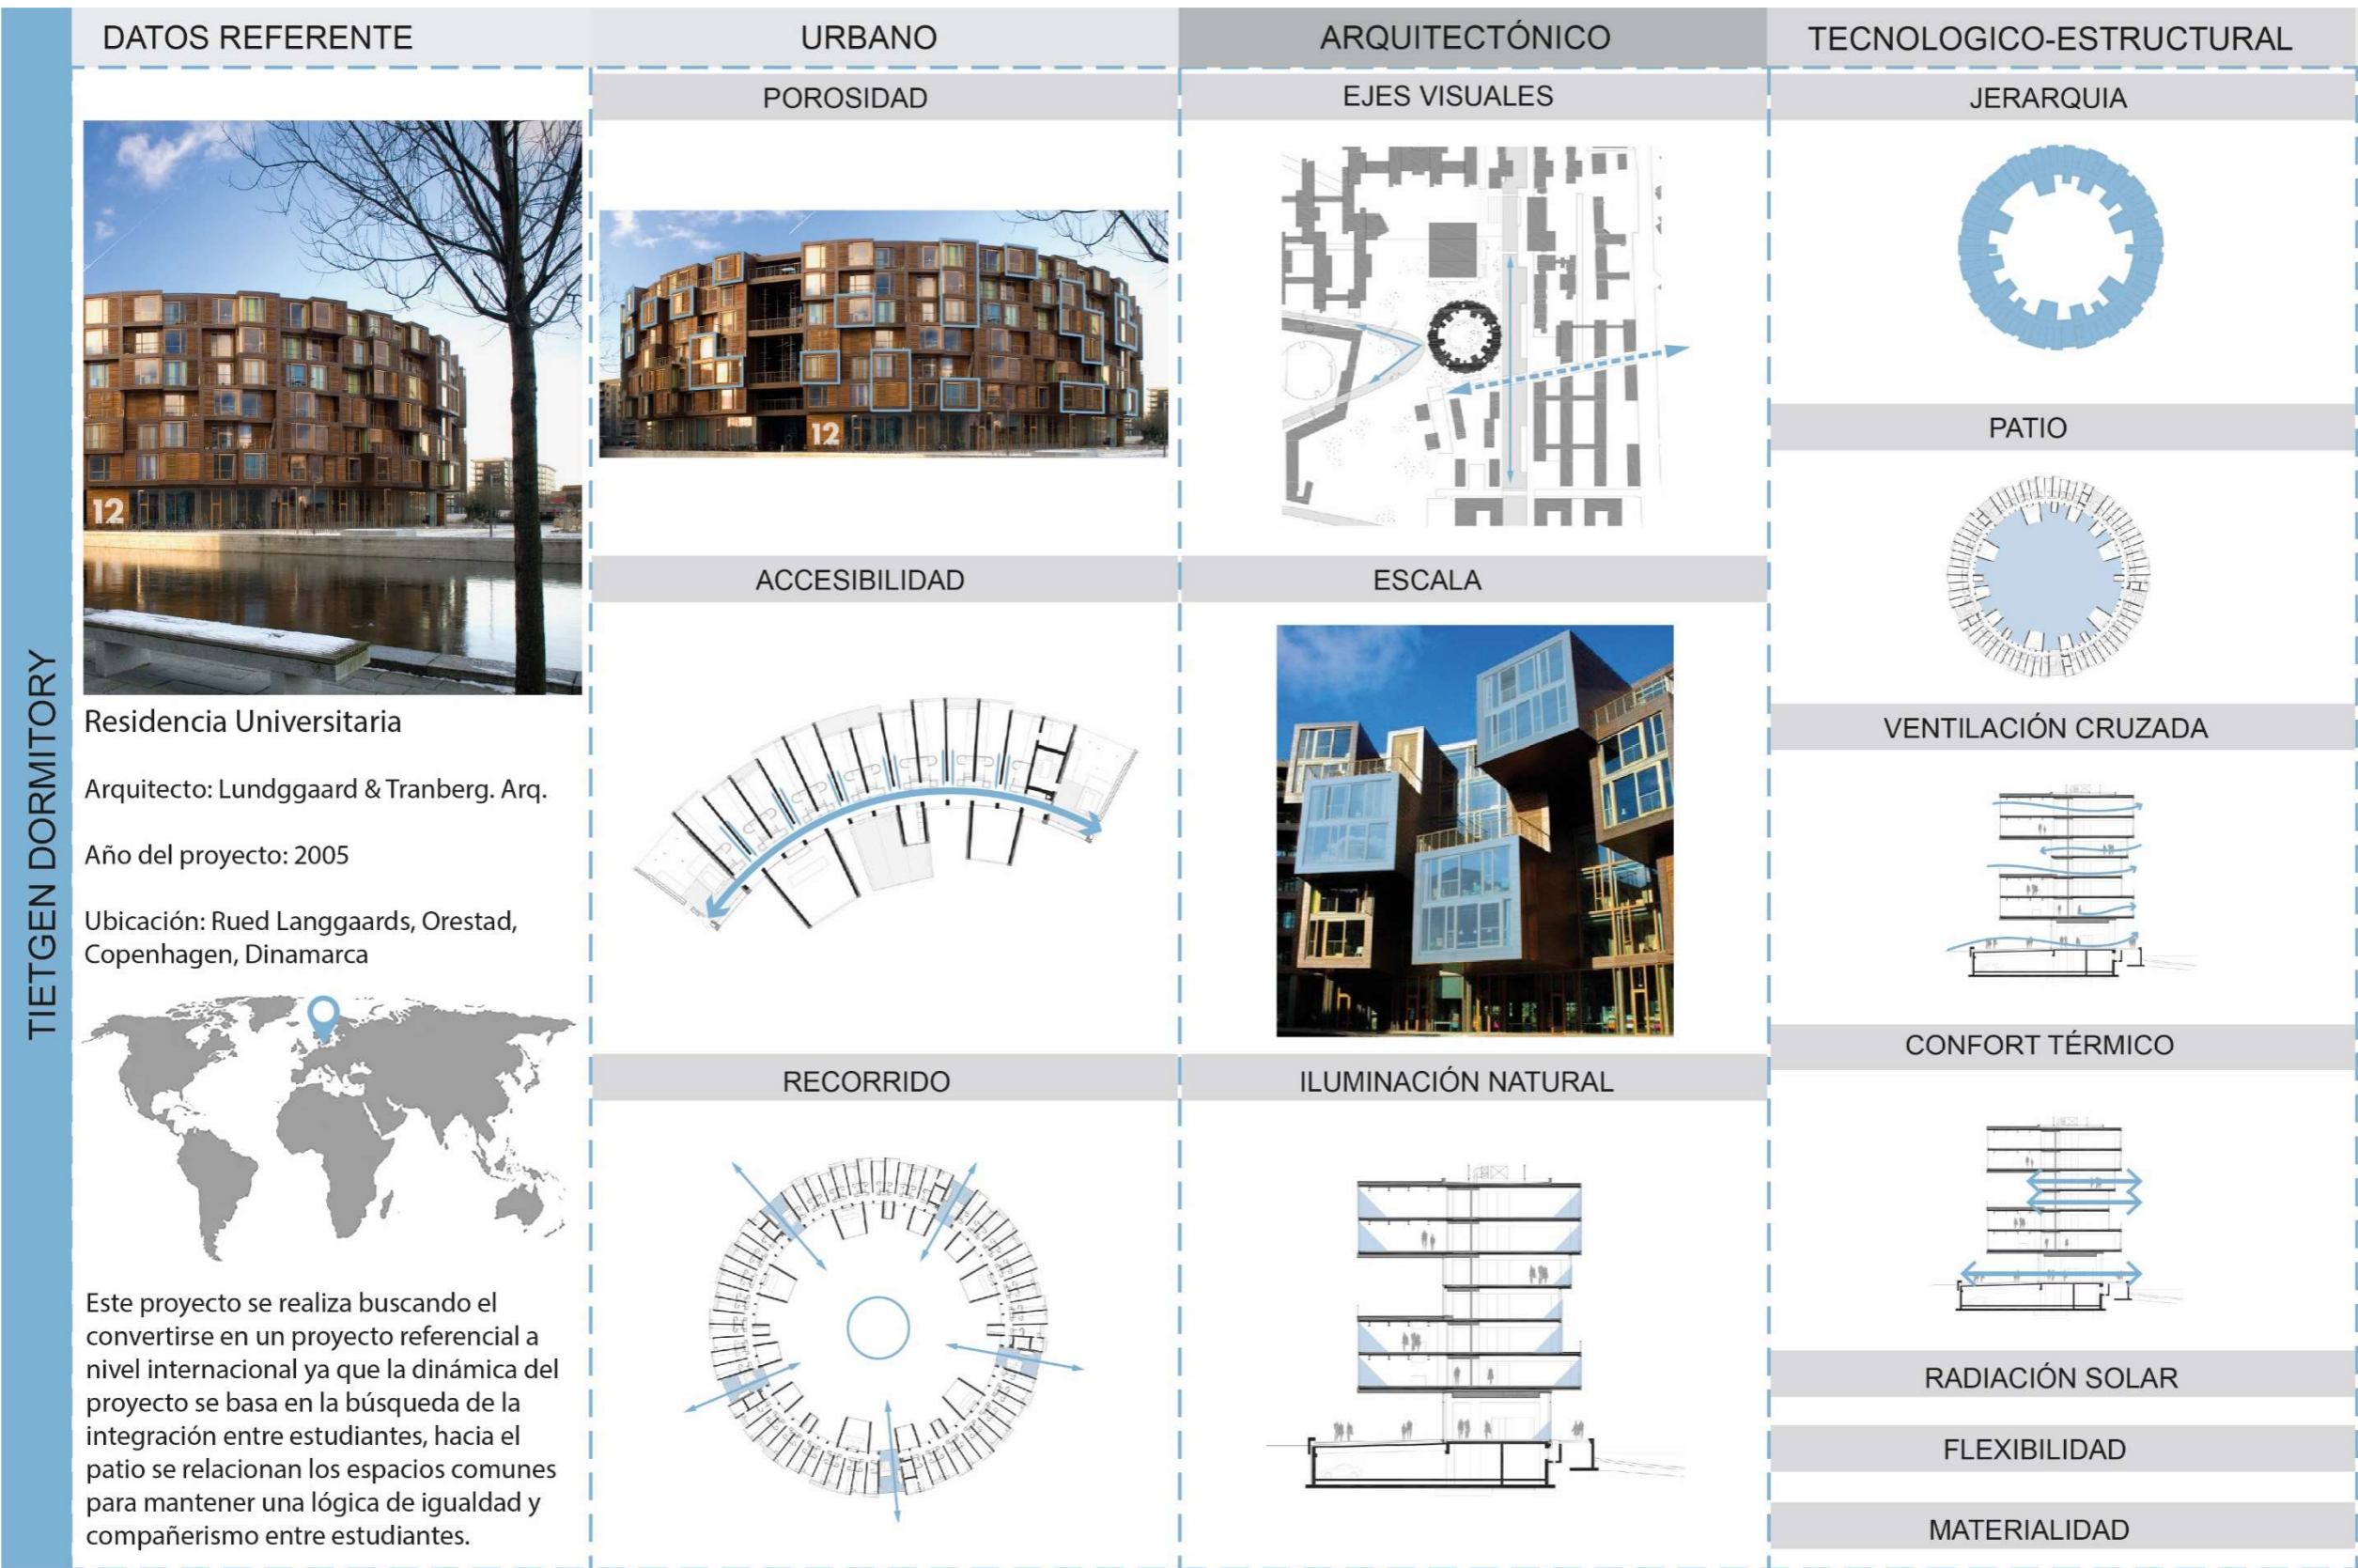 TIETGEN DORMITORY
DATOS REFERENTE
12
Residencia Universitaria
Arquitecto: Lundggaard & Tranberg. Arq.
Año del proyecto: 2005
Ubicación: Rued Langgaards, Orestad,
Copenhagen, Dinamarca
Este proyecto se realiza buscando el
convertirse en un proyecto referencial a
nivel internacional ya que la dinámica del
proyecto se basa en la búsqueda de la
integración entre estudiantes, hacia el
patio se relacionan los espacios comunes
para mantener una lógica de igualdad y
compañerismo entre estudiantes.
URBANO
POROSIDAD
12
ACCESIBILIDAD
RECORRIDO
ARQUITECTÓNICO
EJES VISUALES
ESCALA
ILUMINACIÓN NATURAL
TECNOLOGICO-ESTRUCTURAL
JERARQUIA
PATIO
VENTILACIÓN CRUZADA
CONFORT TÉRMICO
RADIACIÓN SOLAR
FLEXIBILIDAD
MATERIALIDAD